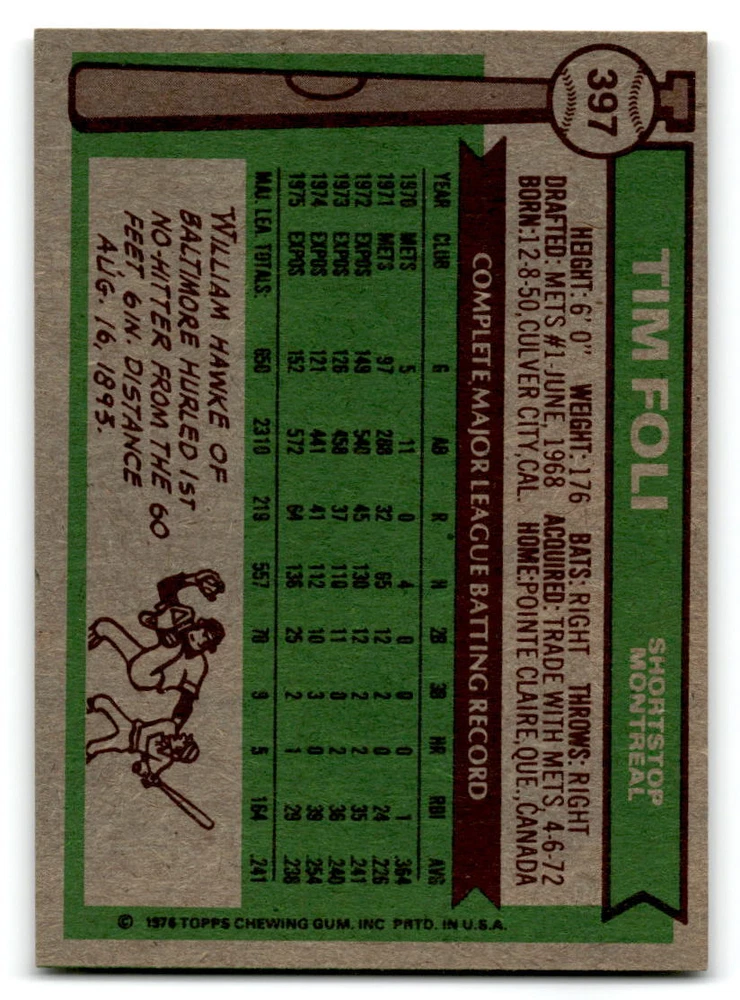 397
TIM FOLI
SHORTSTOP
MONTREAL
HEIGHT: 6' 0" WEIGHT: 176 BATS: RIGHT THROWS: RIGHT
DRAFTED: METS #1-JUNE, 1968 ACQUIRED: TRADE WITH METS, 4-6-72
BORN: 12-8-50, CULVER CITY, CAL. HOME: POINTE CLAIRE, QUE., CANADA
COMPLETE MAJOR LEAGUE BATTING RECORD
YEAR CLUB G AB R H 2B 3B HR RBI AVG
1970 METS 5 11 0 4 0 0 0 1 .364
1971 METS 97 288 32 65 12 2 0 24 .226
1972 EXPOS 149 540 45 130 12 2 2 35 .241
1973 EXPOS 126 458 37 110 11 0 2 36 .240
1974 EXPOS 121 441 41 112 10 3 0 39 .254
1975 EXPOS 152 572 64 136 25 2 1 29 .238
MAJ. LEA. TOTALS: 650 2310 219 557 70 9 5 164 .241
WILLIAM HAWKE OF
BALTIMORE HURLED 1ST
NO-HITTER FROM THE 60
FEET 6 IN. DISTANCE
AUG. 16, 1893.
© 1976 TOPPS CHEWING GUM, INC PRTD. IN U.S.A.